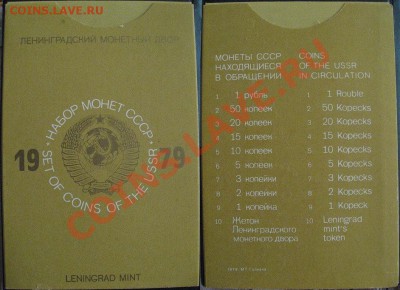 COINS.LAVE.RU
ЛЕНИНГРАДСКИЙ МОНЕТНЫЙ ДВОР
• НАБОР МОНЕТ СССР •
SET OF COINS OF THE USSR
19 79
LENINGRAD MINT
МОНЕТЫ СССР
НАХОДЯЩИЕСЯ
В ОБРАЩЕНИИ
COINS
OF THE USSR
IN CIRCULATION
1 1 рубль 1 1 Rouble
2 50 копеек 2 50 Kopecks
3 20 копеек 3 20 Kopecks
4 15 копеек 4 15 Kopecks
5 10 копеек 5 10 Kopecks
6 5 копеек 6 5 Kopecks
7 3 копейки 7 3 Kopecks
8 2 копейки 8 2 Kopecks
9 1 копейка 9 1 Kopeck
10 Жетон
Ленинградского
монетного двора
10 Leningrad
mint's
token
COINS.LAVE.RU